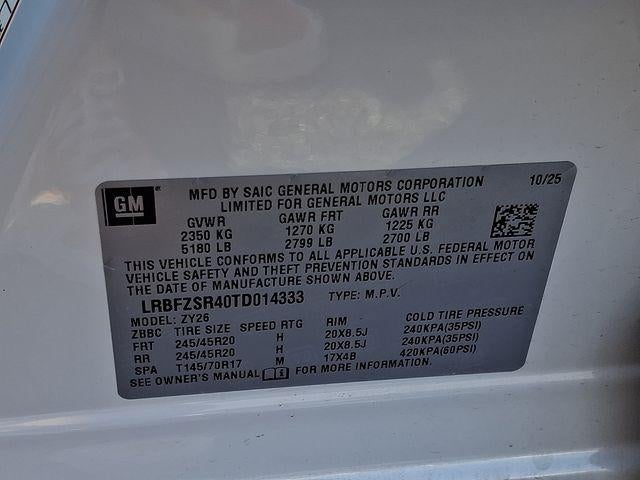 GM
MFD BY SAIC GENERAL MOTORS CORPORATION
LIMITED FOR GENERAL MOTORS LLC
10/25
GVWR GAWR FRT GAWR RR
2350 KG 1270 KG 1225 KG
5180 LB 2799 LB 2700 LB
THIS VEHICLE CONFORMS TO ALL APPLICABLE U.S. FEDERAL MOTOR
VEHICLE SAFETY AND THEFT PREVENTION STANDARDS IN EFFECT ON
THE DATE OF MANUFACTURE SHOWN ABOVE.
LRBFZSR40TD014333 TYPE: M.P.V.
MODEL: ZY26
ZBBC TIRE SIZE SPEED RTG RIM COLD TIRE PRESSURE
FRT 245/45R20 H 20X8.5J 240KPA(35PSI)
RR 245/45R20 H 20X8.5J 240KPA(35PSI)
SPA T145/70R17 M 17X4B 420KPA(60PSI)
SEE OWNER'S MANUAL FOR MORE INFORMATION.